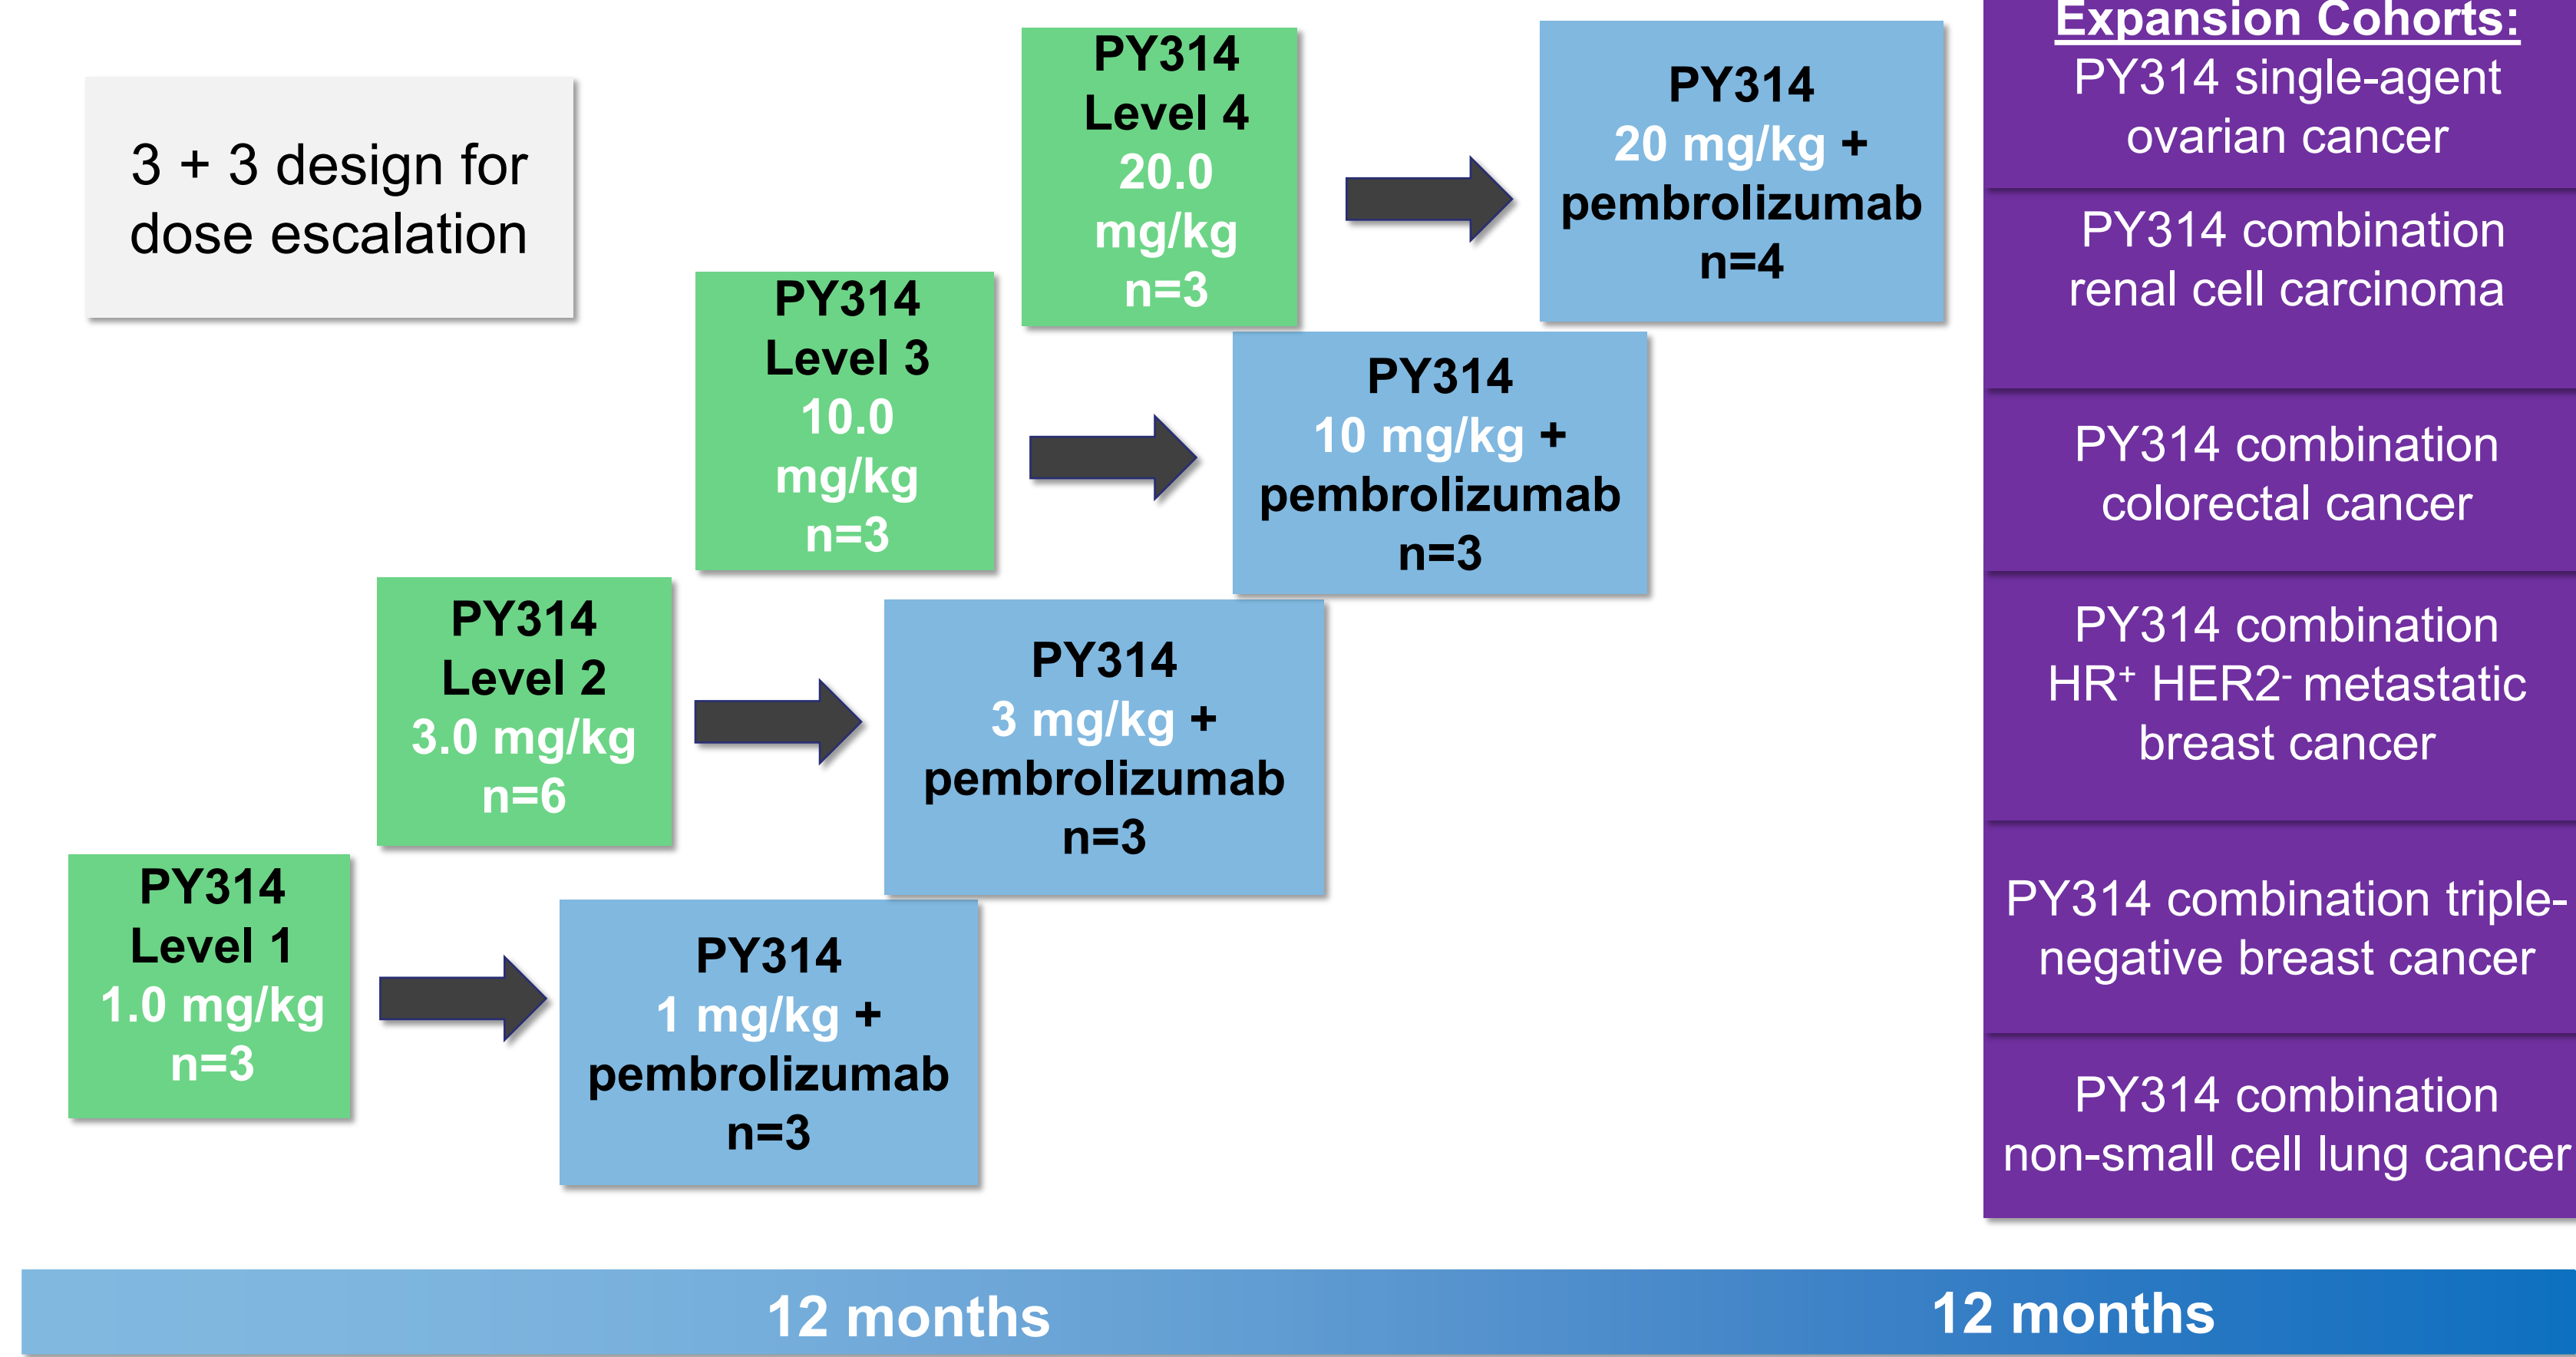 3 + 3 design for
dose escalation
PY314
Level 1
1.0 mg/kg
n=3
PY314
1 mg/kg +
pembrolizumab
n=3
PY314
Level 2
3.0 mg/kg
n=6
PY314
3 mg/kg +
pembrolizumab
n=3
PY314
Level 3
10.0
mg/kg
n=3
PY314
10 mg/kg +
pembrolizumab
n=3
PY314
Level 4
20.0
mg/kg
n=3
PY314
20 mg/kg +
pembrolizumab
n=4
Expansion Cohorts:
PY314 single-agent
ovarian cancer
PY314 combination
renal cell carcinoma
PY314 combination
colorectal cancer
PY314 combination
HR⁺ HER2⁻ metastatic
breast cancer
PY314 combination triple-
negative breast cancer
PY314 combination
non-small cell lung cancer
12 months
12 months